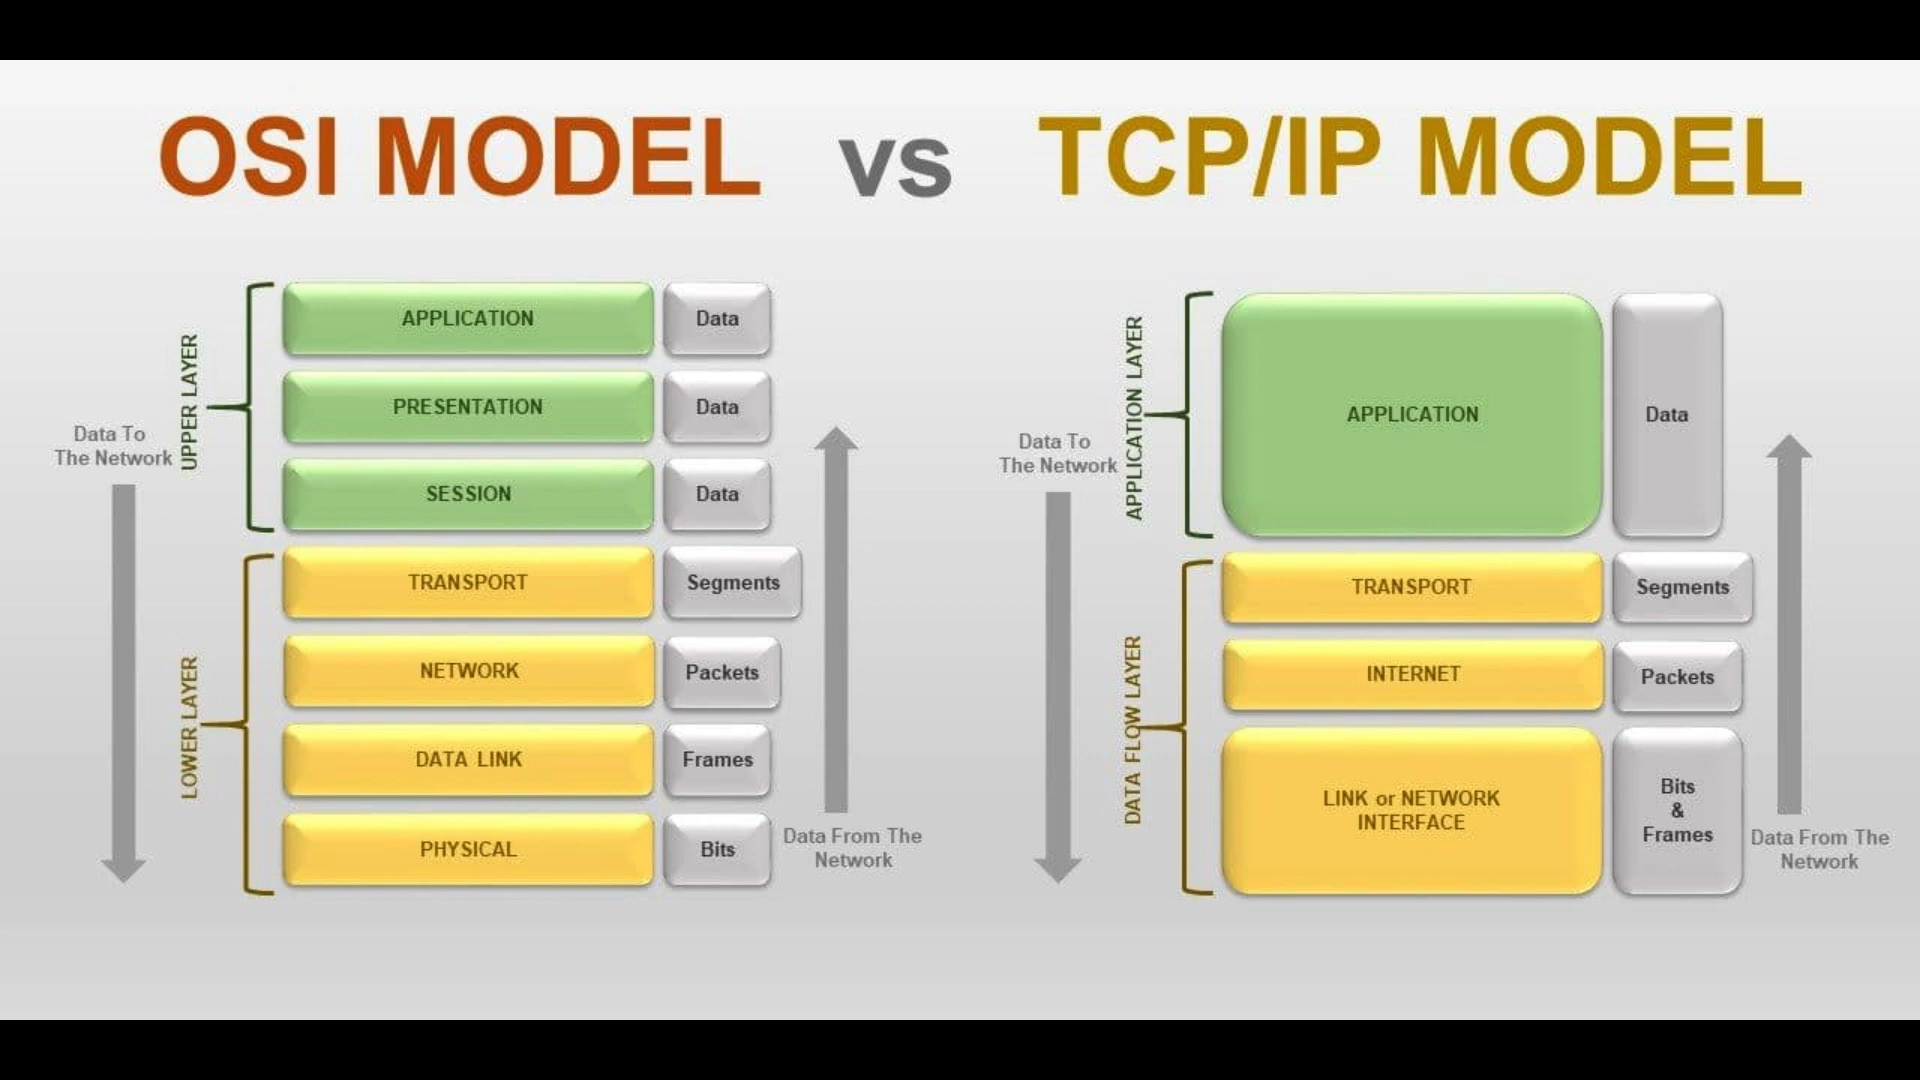 OSI MODEL vs TCP/IP MODEL
UPPER LAYER
APPLICATION Data
PRESENTATION Data
SESSION Data
Data To
The Network
LOWER LAYER
TRANSPORT Segments
NETWORK Packets
DATA LINK Frames
PHYSICAL Bits
Data From The
Network
APPLICATION LAYER
APPLICATION Data
Data To
The Network
DATA FLOW LAYER
TRANSPORT Segments
INTERNET Packets
LINK or NETWORK
INTERFACE
Bits
&
Frames
Data From The
Network